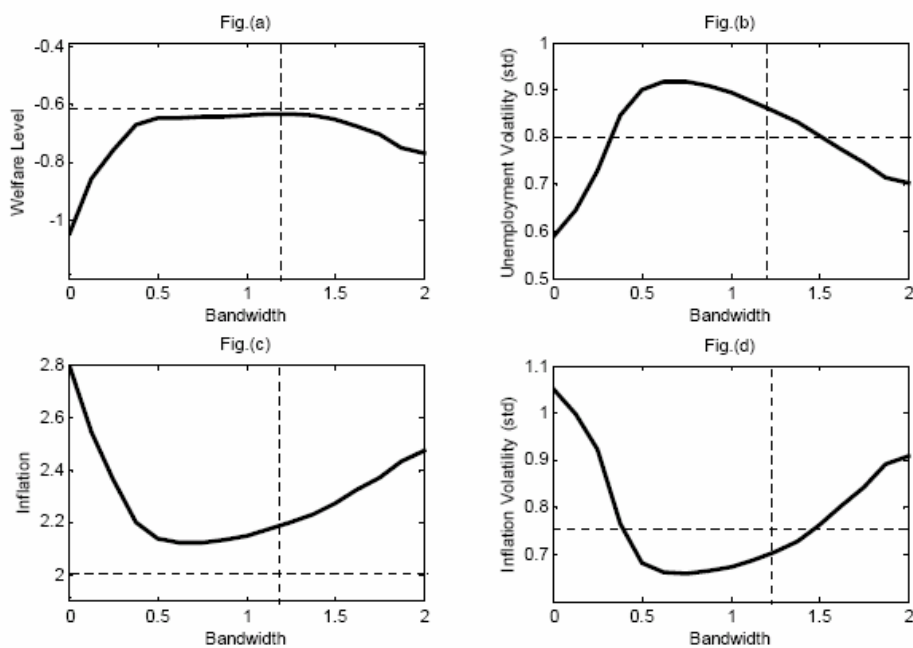 Fig.(a)
-0.4
-0.6
-0.8
-1
Welfare Level
0 0.5 1 1.5 2
Bandwidth
Fig.(b)
1
0.9
0.8
0.7
0.6
0.5
Unemployment Volatility (std)
0 0.5 1 1.5 2
Bandwidth
Fig.(c)
2.8
2.6
2.4
2.2
2
Inflation
0 0.5 1 1.5 2
Bandwidth
Fig.(d)
1.1
1
0.9
0.8
0.7
Inflation Volatility (std)
0 0.5 1 1.5 2
Bandwidth